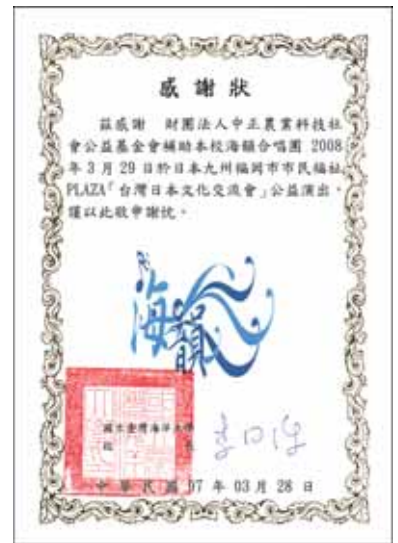 感謝狀
茲感謝 財團法人中正農業科技社
會公益基金會補助本校海韻合唱團 2008
年 3 月 29 日於日本九州福岡市市民福祉
PLAZA「台灣日本文化交流會」公益演出,
謹以此敬申謝忱。
海韻
國立臺灣海洋大學
校 長
中華民國 97 年 03 月 28 日